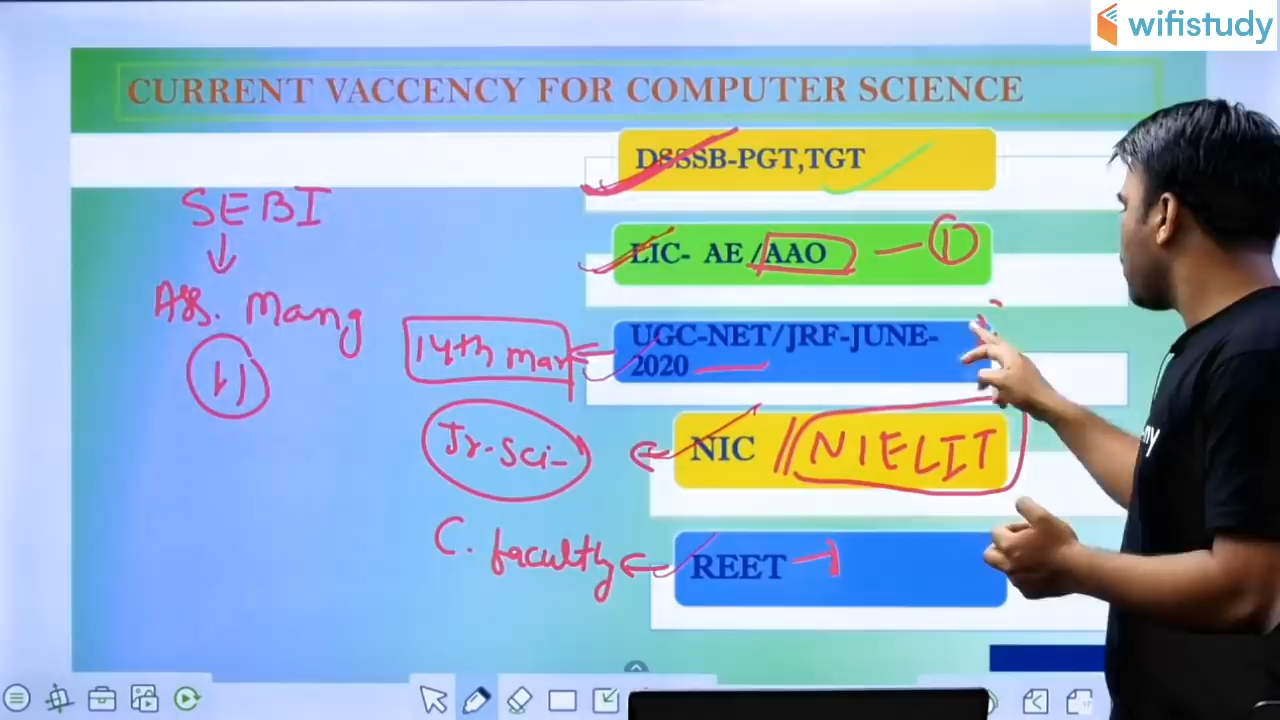 wifistudy
CURRENT VACCENCY FOR COMPUTER SCIENCE
DSSSB-PGT,TGT
SEBI
LIC- AE /AAO — 1
Ass. Mang
UGC-NET/JRF-JUNE-
2020
14th Mar
NIC // NIELIT
Jr. Sci-
C. faculty
REET